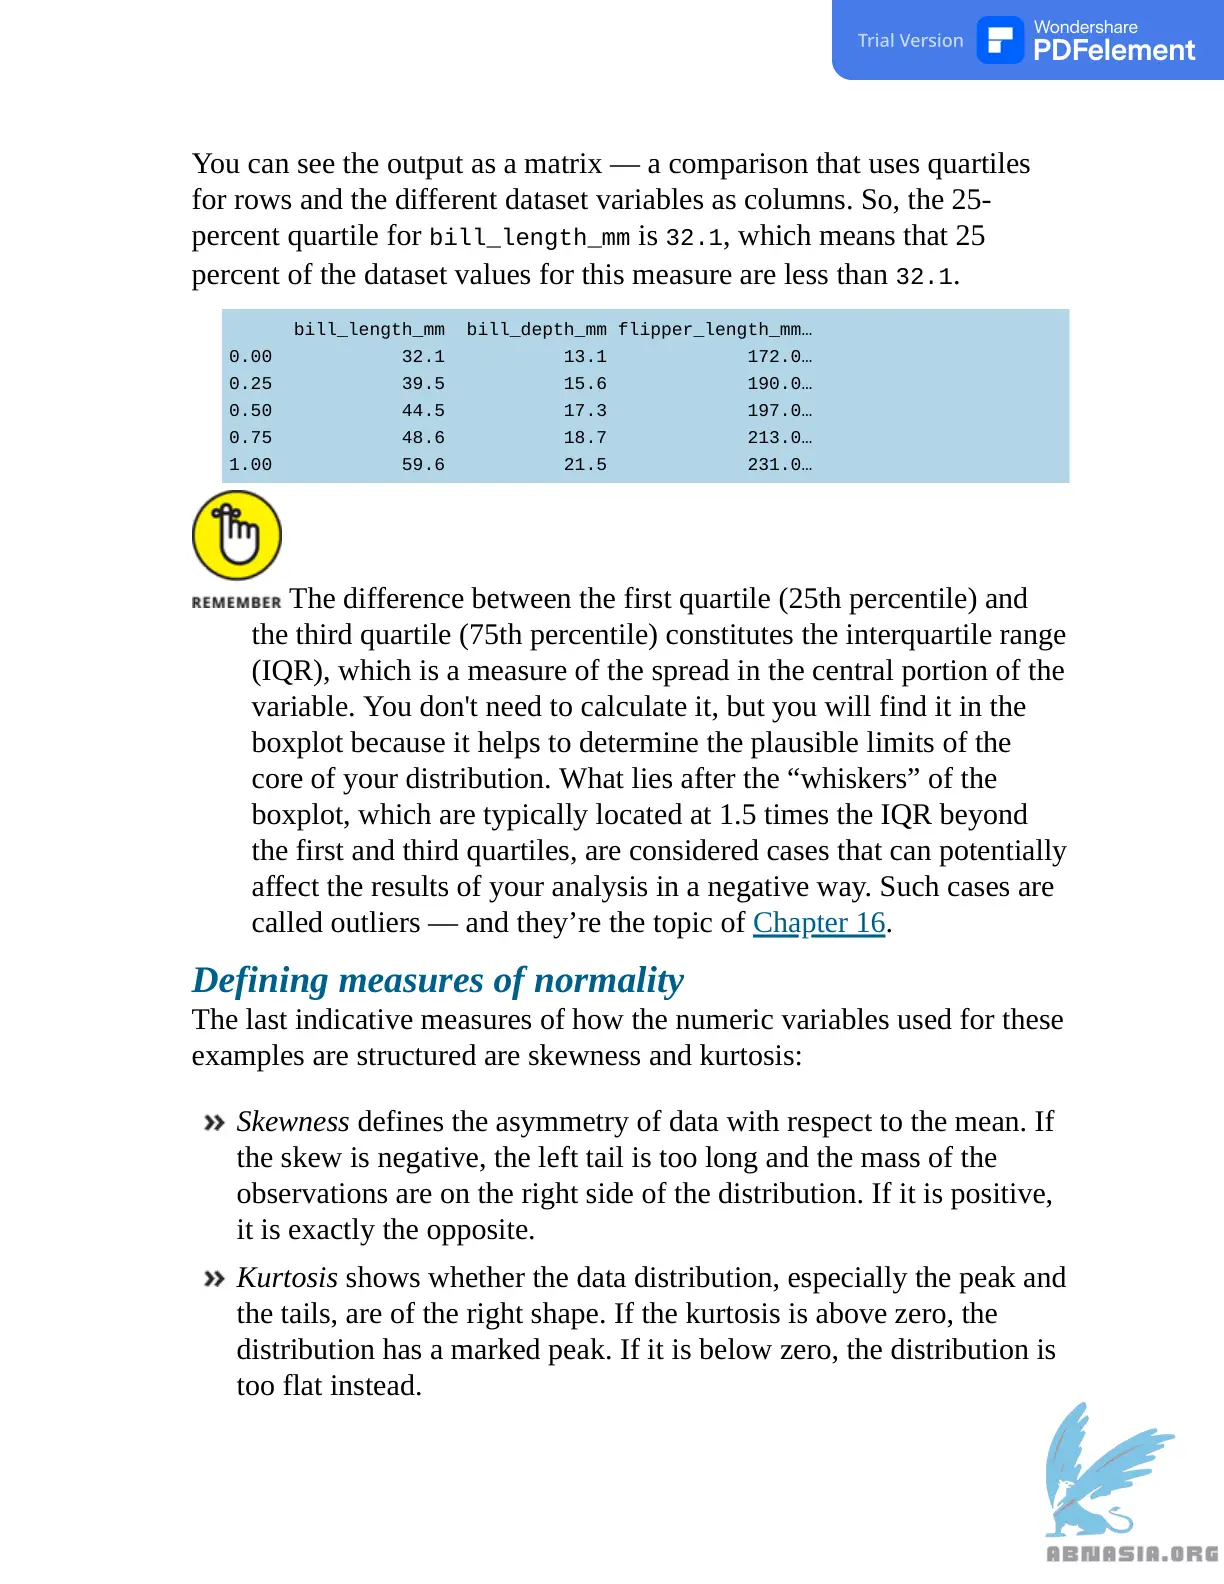 Trial Version
Wondershare
PDFelement
You can see the output as a matrix — a comparison that uses quartiles
for rows and the different dataset variables as columns. So, the 25-
percent quartile for bill_length_mm is 32.1, which means that 25
percent of the dataset values for this measure are less than 32.1.
bill_length_mm bill_depth_mm flipper_length_mm…
0.00 32.1 13.1 172.0…
0.25 39.5 15.6 190.0…
0.50 44.5 17.3 197.0…
0.75 48.6 18.7 213.0…
1.00 59.6 21.5 231.0…
REMEMBER The difference between the first quartile (25th percentile) and
the third quartile (75th percentile) constitutes the interquartile range
(IQR), which is a measure of the spread in the central portion of the
variable. You don't need to calculate it, but you will find it in the
boxplot because it helps to determine the plausible limits of the
core of your distribution. What lies after the “whiskers” of the
boxplot, which are typically located at 1.5 times the IQR beyond
the first and third quartiles, are considered cases that can potentially
affect the results of your analysis in a negative way. Such cases are
called outliers — and they’re the topic of Chapter 16.
Defining measures of normality
The last indicative measures of how the numeric variables used for these
examples are structured are skewness and kurtosis:
» Skewness defines the asymmetry of data with respect to the mean. If
the skew is negative, the left tail is too long and the mass of the
observations are on the right side of the distribution. If it is positive,
it is exactly the opposite.
» Kurtosis shows whether the data distribution, especially the peak and
the tails, are of the right shape. If the kurtosis is above zero, the
distribution has a marked peak. If it is below zero, the distribution is
too flat instead.
ABNASIA.ORG